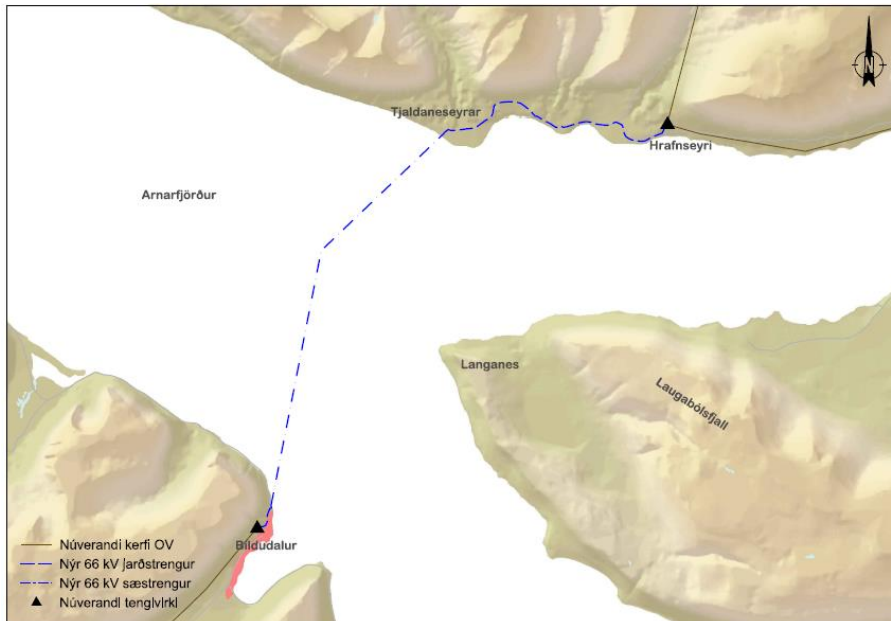 N
Tjaldaneseyrar
Hrafnseyri
Arnarfjörður
Langanes
Laugabólsfjall
Bíldudalur
Núverandi kerfi OV
Nýr 66 kV jarðstrengur
Nýr 66 kV sæstrengur
Núverandi tengivirki